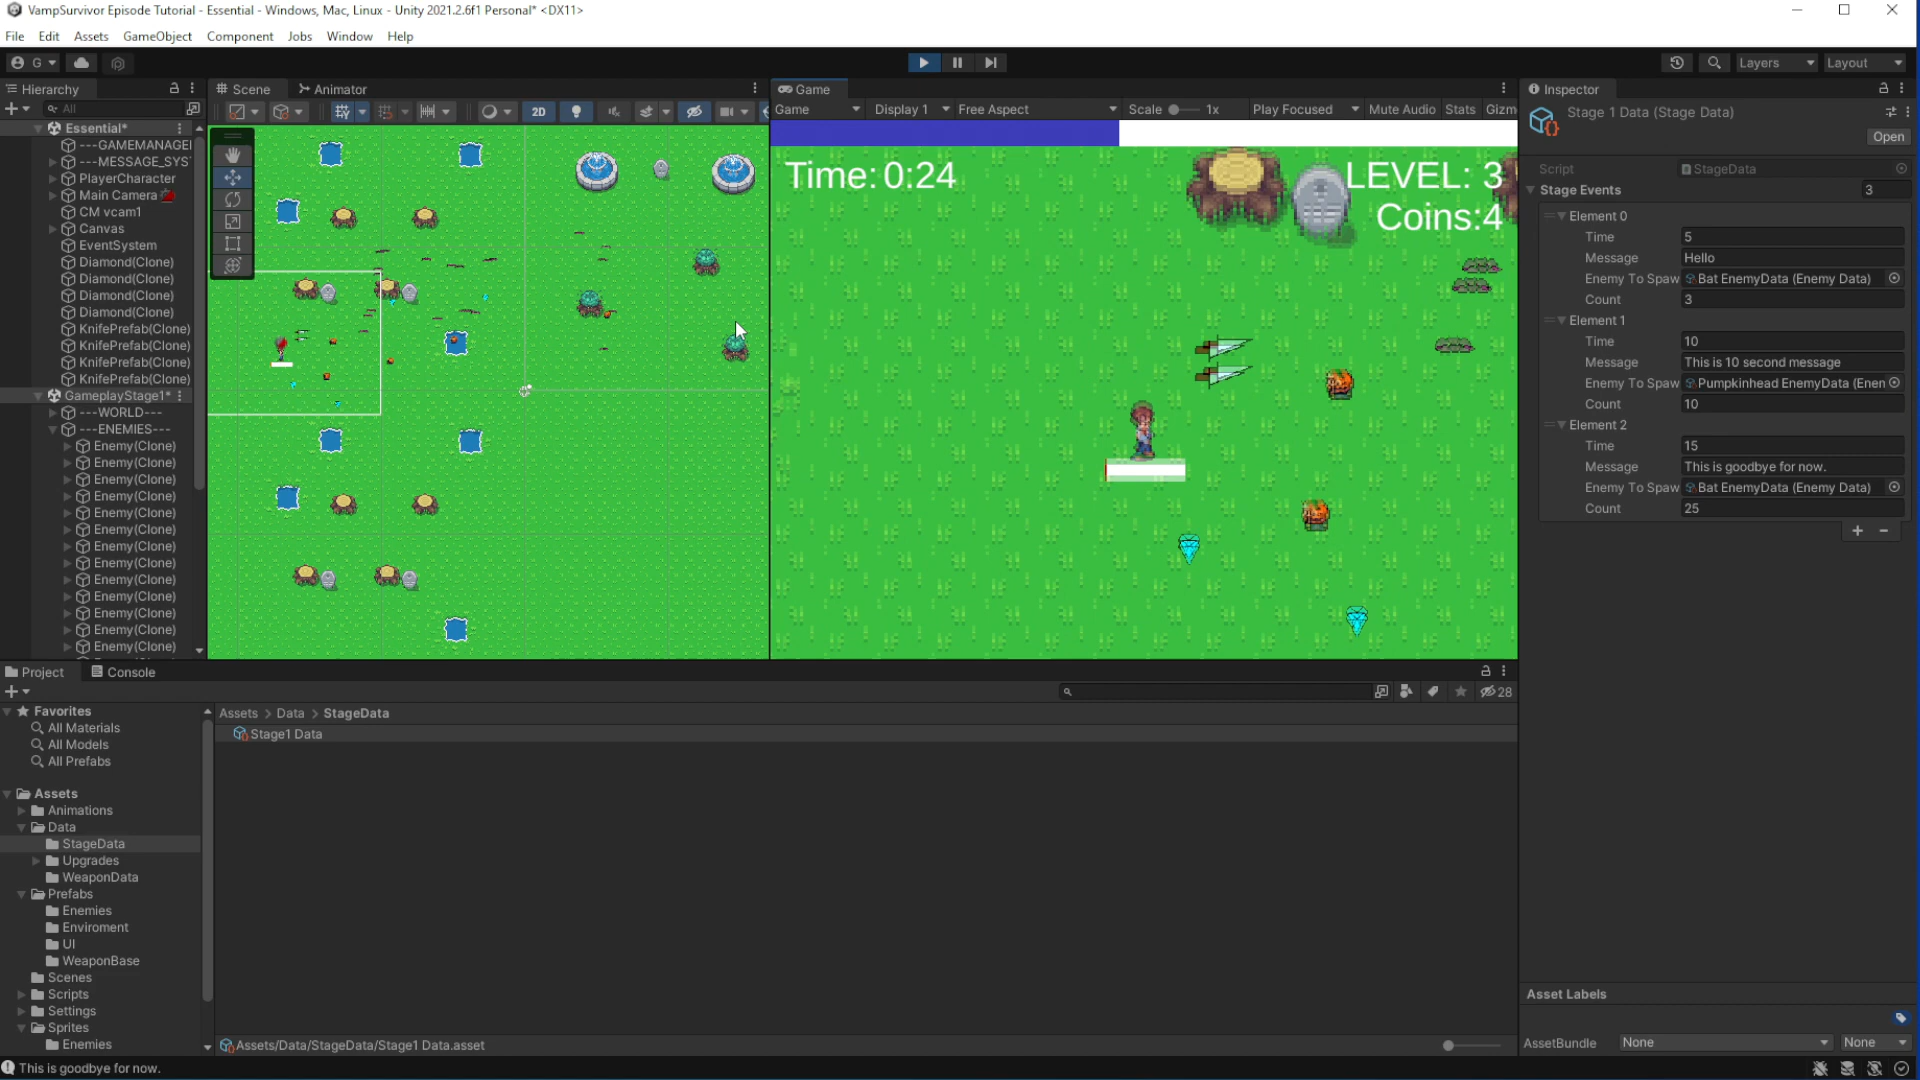 VampSurvivor Episode Tutorial - Essential - Windows, Mac, Linux - Unity 2021.2.6f1 Personal* <DX11>
File Edit Assets GameObject Component Jobs Window Help
G
Layers
Layout
Hierarchy
All
Essential*
---GAMEMANAGEI
---MESSAGE_SYS
PlayerCharacter
Main Camera
CM vcam1
Canvas
EventSystem
Diamond(Clone)
Diamond(Clone)
Diamond(Clone)
Diamond(Clone)
KnifePrefab(Clone)
KnifePrefab(Clone)
KnifePrefab(Clone)
KnifePrefab(Clone)
GameplayStage1*
---WORLD---
---ENEMIES---
Enemy(Clone)
Enemy(Clone)
Enemy(Clone)
Enemy(Clone)
Enemy(Clone)
Enemy(Clone)
Enemy(Clone)
Enemy(Clone)
Enemy(Clone)
Enemy(Clone)
Enemy(Clone)
Enemy(Clone)
Enemy(Clone)
Scene
Animator
2D
Game
Game
Display 1
Free Aspect
Scale
1x
Play Focused
Mute Audio
Stats
Gizm
Time: 0:24
LEVEL: 3
Coins:4
Inspector
Stage 1 Data (Stage Data)
Open
Script StageData
Stage Events 3
Element 0
Time 5
Message Hello
Enemy To Spaw Bat EnemyData (Enemy Data)
Count 3
Element 1
Time 10
Message This is 10 second message
Enemy To Spaw Pumpkinhead EnemyData (Enen
Count 10
Element 2
Time 15
Message This is goodbye for now.
Enemy To Spaw Bat EnemyData (Enemy Data)
Count 25
+ −
Asset Labels
AssetBundle None None
Project
Console
28
Favorites
All Materials
All Models
All Prefabs
Assets
Animations
Data
StageData
Upgrades
WeaponData
Prefabs
Enemies
Enviroment
UI
WeaponBase
Scenes
Scripts
Settings
Sprites
Enemies
Assets > Data > StageData
Stage1 Data
Assets/Data/StageData/Stage1 Data.asset
This is goodbye for now.